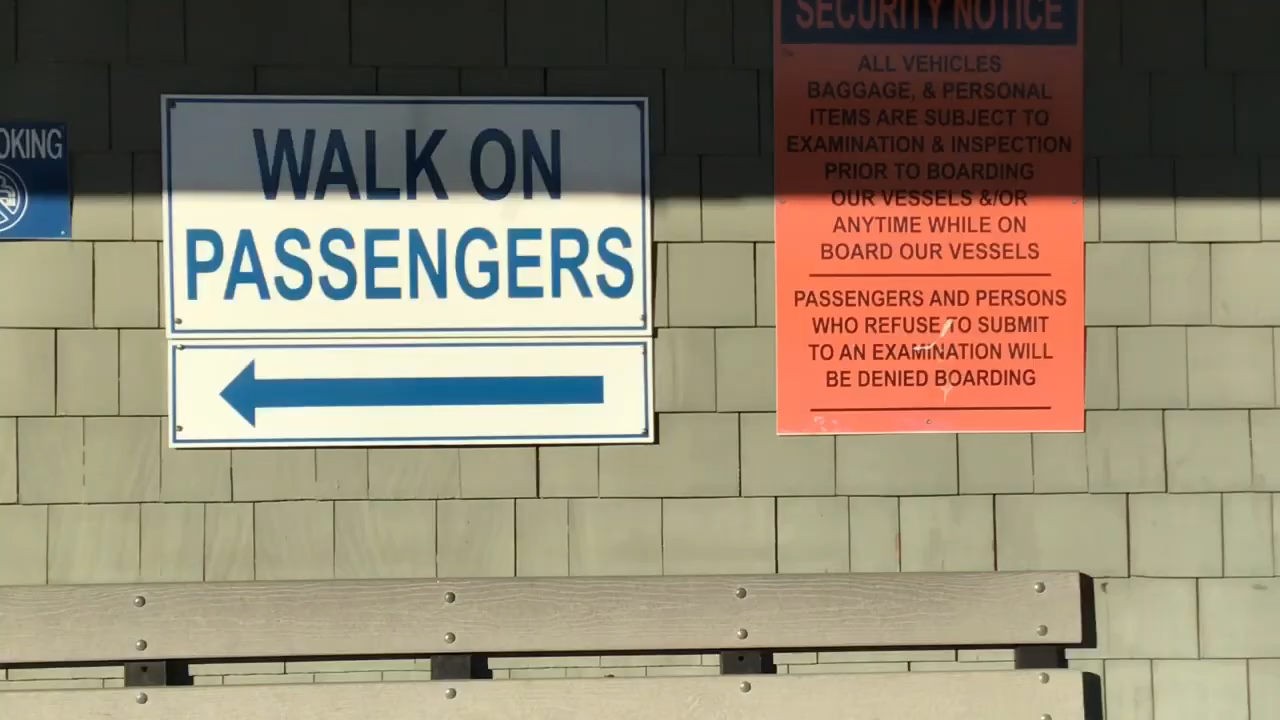 OKING
WALK ON
PASSENGERS
SECURITY NOTICE
ALL VEHICLES
BAGGAGE, & PERSONAL
ITEMS ARE SUBJECT TO
EXAMINATION & INSPECTION
PRIOR TO BOARDING
OUR VESSELS &/OR
ANYTIME WHILE ON
BOARD OUR VESSELS
PASSENGERS AND PERSONS
WHO REFUSE TO SUBMIT
TO AN EXAMINATION WILL
BE DENIED BOARDING